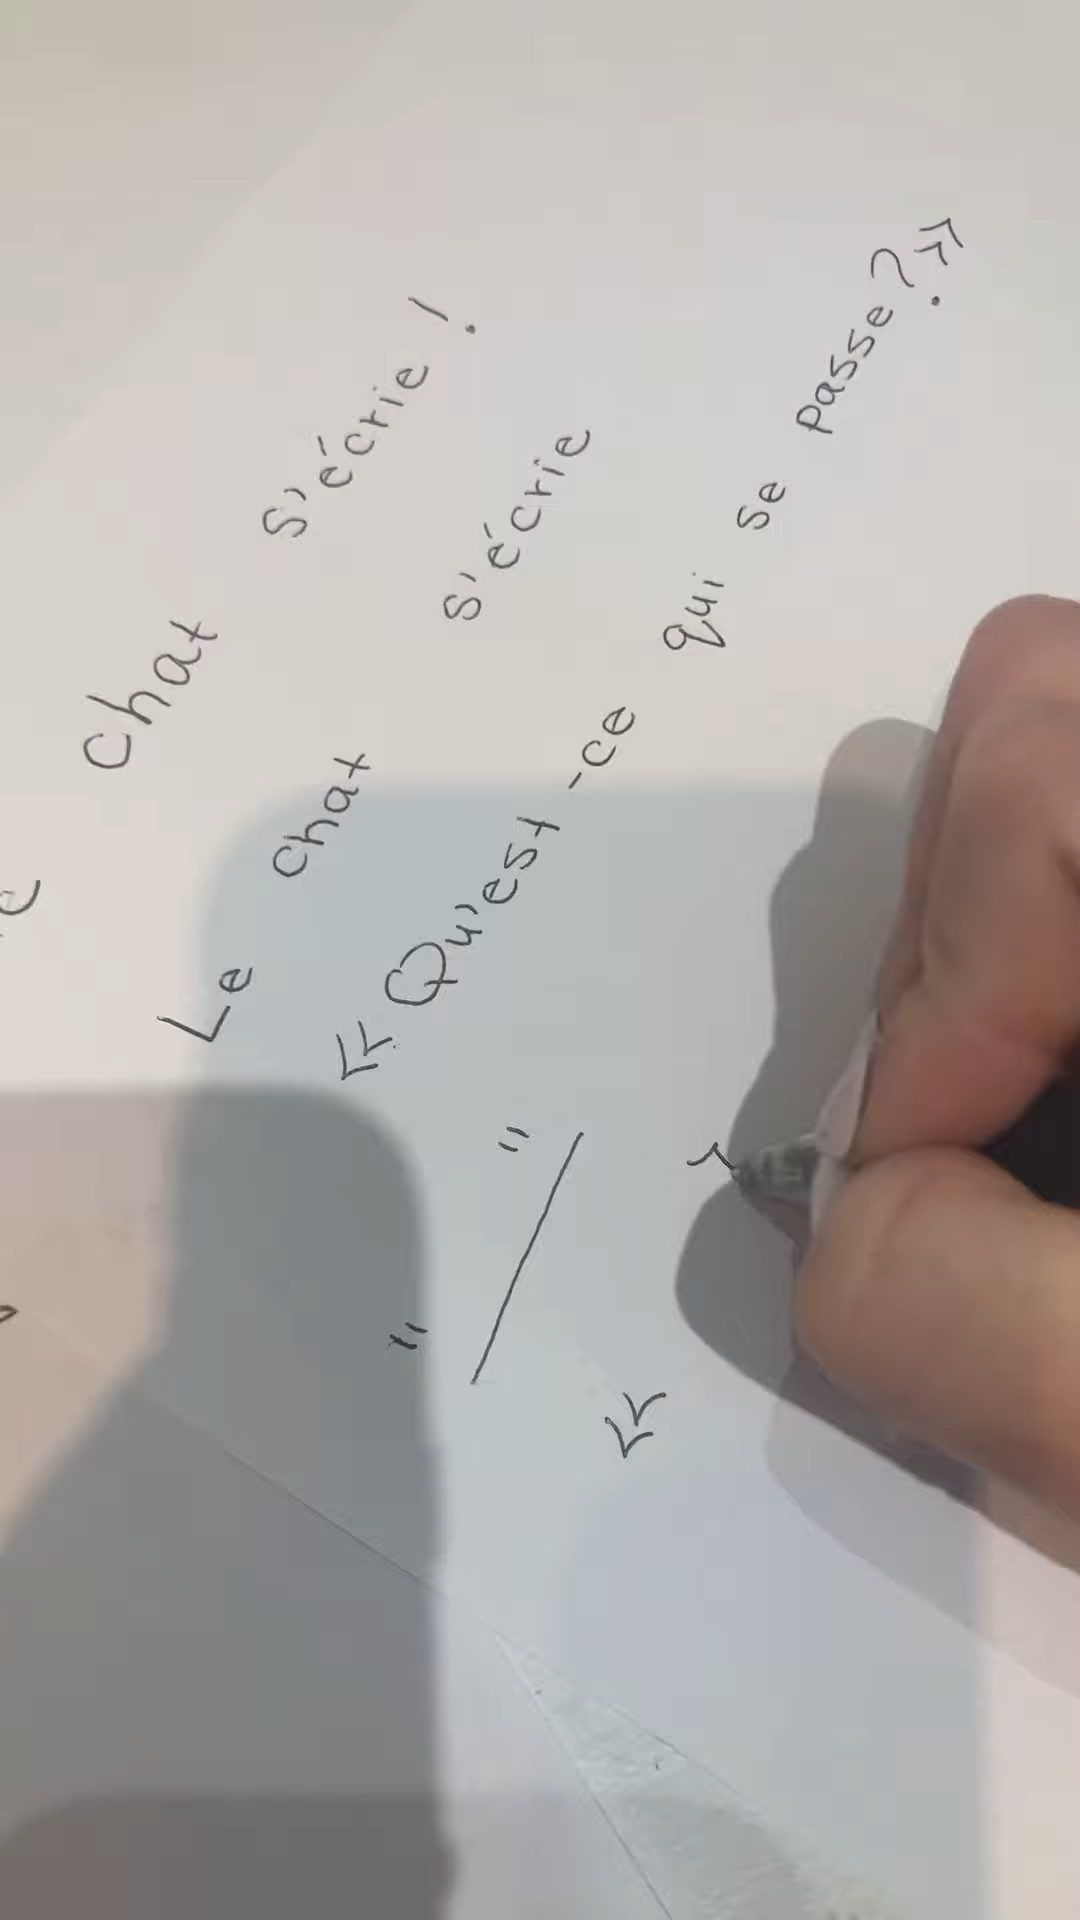 Chat s'écrie !
Le chat s'écrie
« Qu'est-ce qui se passe ? »
" "
«